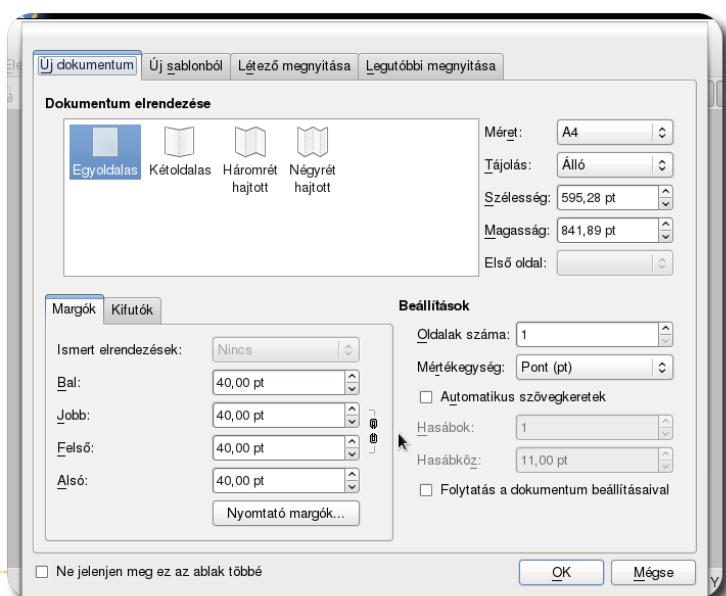 Új dokumentum Új sablonból Létező megnyitása Legutóbbi megnyitása
Dokumentum elrendezése
Egyoldalas Kétoldalas Háromrét hajtott Négyrét hajtott
Méret: A4
Tájolás: Álló
Szélesség: 595,28 pt
Magasság: 841,89 pt
Első oldal:
Margók Kifutók
Ismert elrendezések: Nincs
Bal: 40,00 pt
Jobb: 40,00 pt
Felső: 40,00 pt
Alsó: 40,00 pt
Nyomtató margók...
Beállítások
Oldalak száma: 1
Mértékegység: Pont (pt)
Automatikus szövegkeretek
Hasábok: 1
Hasábköz: 11,00 pt
Folytatás a dokumentum beállításaival
Ne jelenjen meg ez az ablak többé
OK Mégse